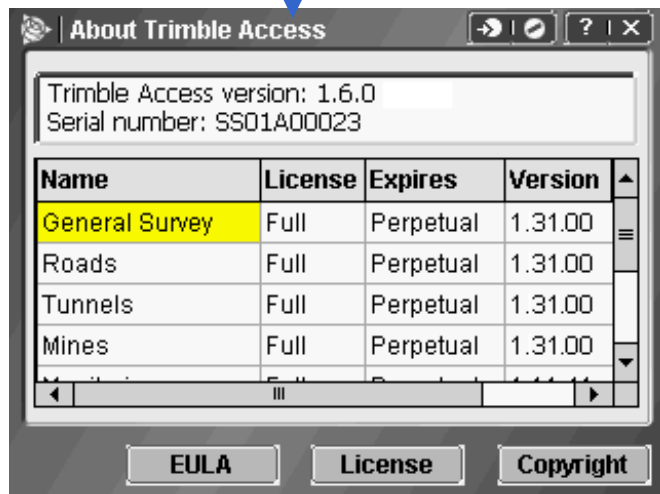 About Trimble Access
Trimble Access version: 1.6.0
Serial number: SS01A00023
Name License Expires Version
General Survey Full Perpetual 1.31.00
Roads Full Perpetual 1.31.00
Tunnels Full Perpetual 1.31.00
Mines Full Perpetual 1.31.00
EULA License Copyright